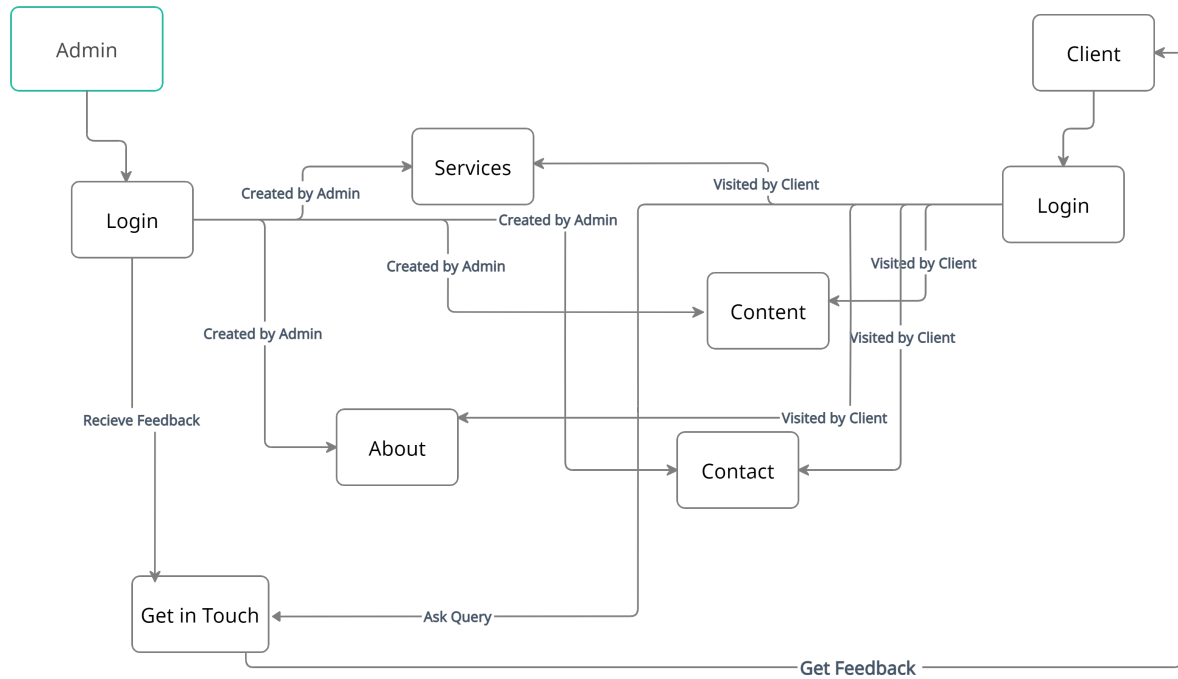 Admin
Client
Services
Created by Admin
Visited by Client
Login
Login
Created by Admin
Created by Admin
Visited by Client
Content
Created by Admin
Visited by Client
Recieve Feedback
Visited by Client
About
Contact
Get in Touch
Ask Query
Get Feedback